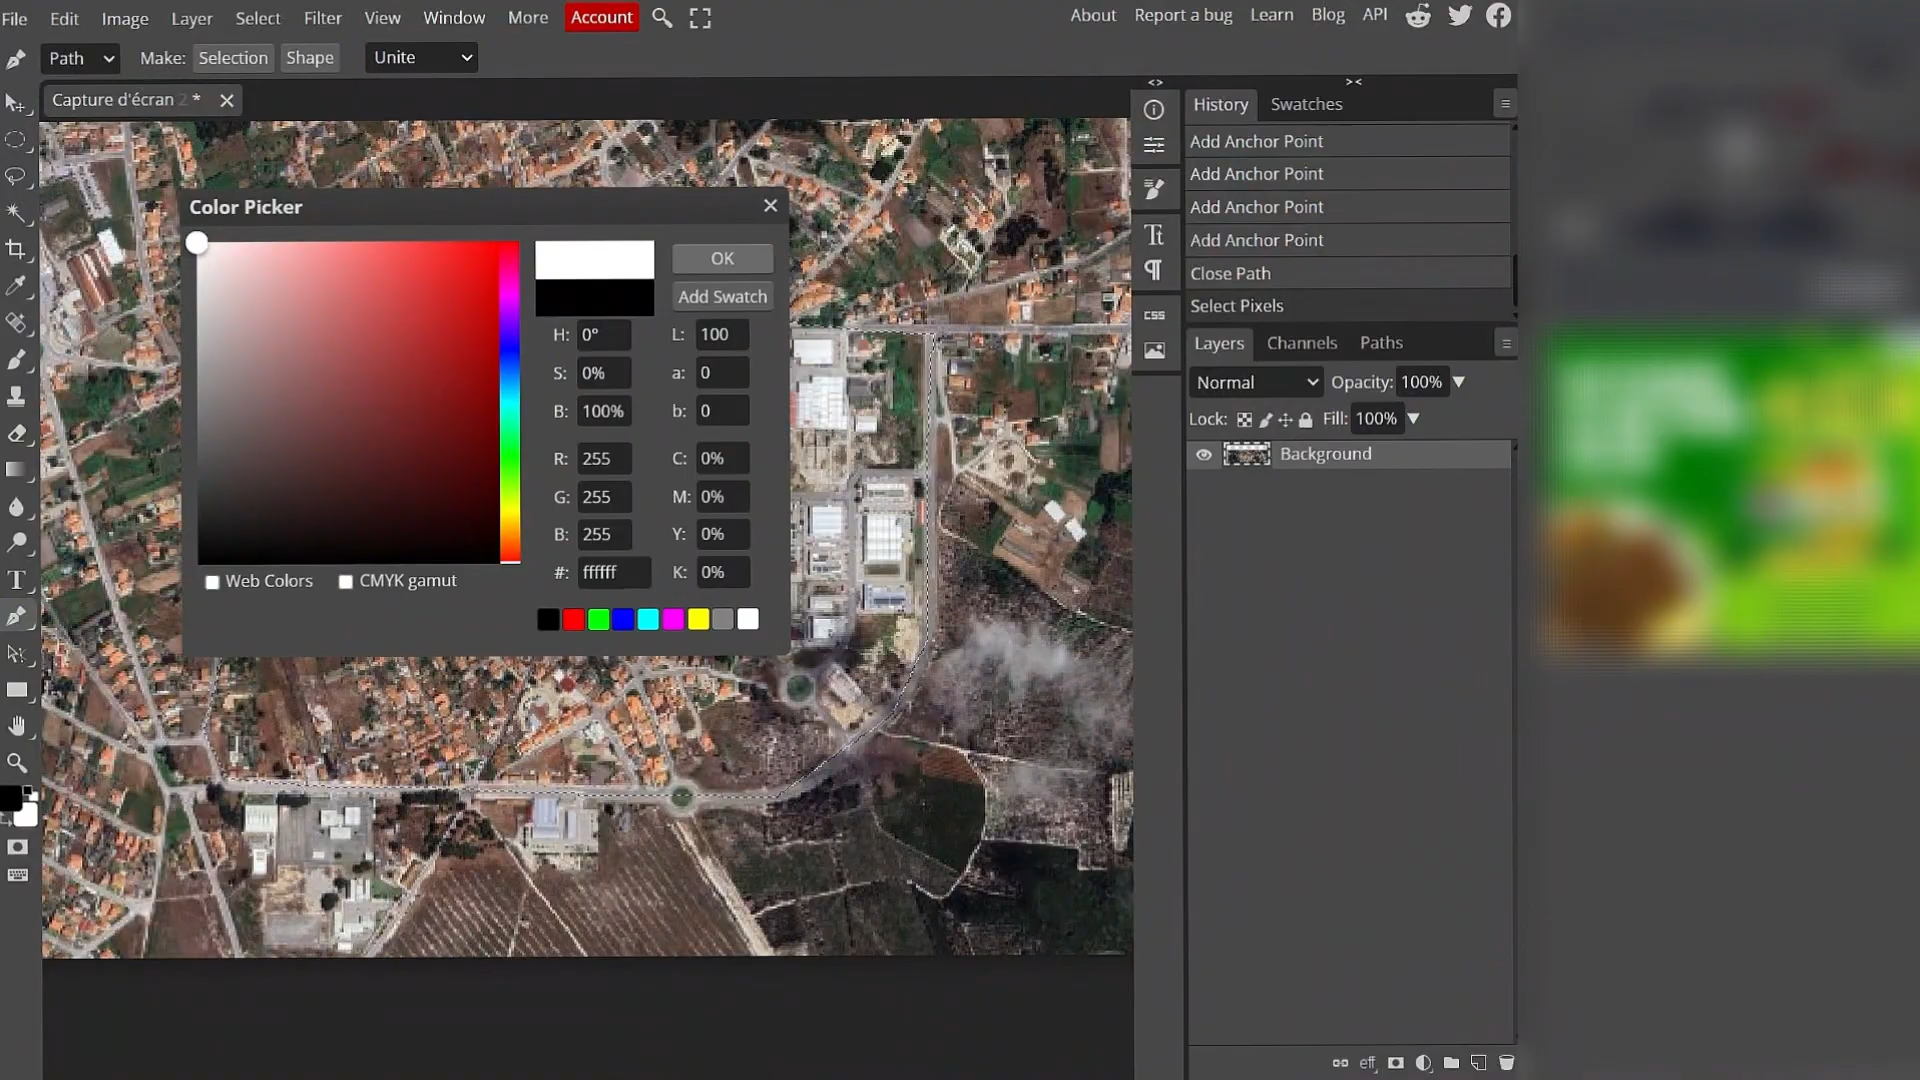 File Edit Image Layer Select Filter View Window More Account About Report a bug Learn Blog API
Path Make: Selection Shape Unite
Capture d'écran 2 *
Color Picker
OK
Add Swatch
H: 0° L: 100
S: 0% a: 0
B: 100% b: 0
R: 255 C: 0%
G: 255 M: 0%
B: 255 Y: 0%
#: ffffff K: 0%
Web Colors CMYK gamut
History Swatches
Add Anchor Point
Add Anchor Point
Add Anchor Point
Add Anchor Point
Close Path
Select Pixels
CSS
Layers Channels Paths
Normal Opacity: 100%
Lock: Fill: 100%
Background
eff